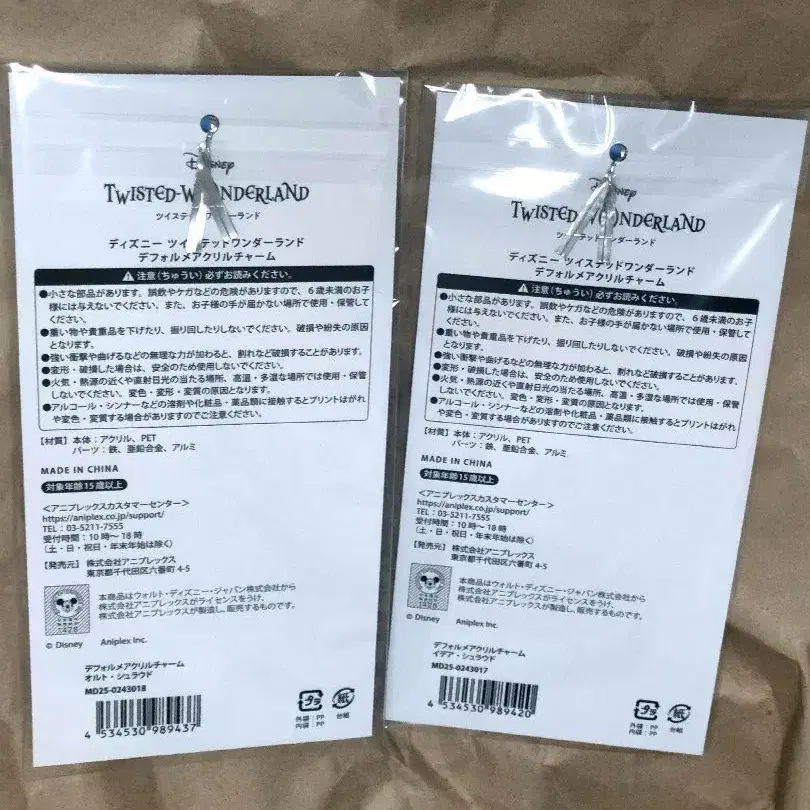 Disney
TWISTED-WONDERLAND
ツイステッドワンダーランド
ディズニー ツイステッドワンダーランド
デフォルメアクリルチャーム
注意(ちゅうい)必ずお読みください。
●小さな部品があります。誤飲やケガなどの危険がありますので、6歳未満のお子
様には与えないでください。また、お子様の手が届かない場所で使用・保管して
ください。
●重い物や貴重品を下げたり、振り回したりしないでください。破損や紛失の原因
となります。
●強い衝撃や曲げるなどの無理な力が加わると、割れなど破損することがあります。
●変形・破損した場合は、安全のため使用しないでください。
●火気・熱源の近くや直射日光の当たる場所、高温・多湿な場所では使用・保管
しないでください。変色・変形・変質の原因となります。
●アルコール・シンナーなどの溶剤や化粧品・薬品類に接触するとプリントはがれ
や変色・変質する場合がありますのでご注意ください。
【材質】本体:アクリル、PET
パーツ:鉄、亜鉛合金、アルミ
MADE IN CHINA
対象年齢15歳以上
<アニプレックスカスタマーセンター>
https://aniplex.co.jp/support/
TEL:03-5211-7555
受付時間:10時~18時
(土・日・祝日・年末年始は除く)
【発売元】株式会社アニプレックス
東京都千代田区六番町4-5
本商品はウォルト・ディズニー・ジャパン株式会社から
株式会社アニプレックスがライセンスをうけ、
株式会社アニプレックスが製造し、販売するものです。
© Disney Aniplex Inc.
デフォルメアクリルチャーム
オルト・シュラウド
MD25-0243018
4 534530 989437
プラ
外袋:PP
内袋:PP
紙
台紙
Disney
TWISTED-WONDERLAND
ツイステッドワンダーランド
ディズニー ツイステッドワンダーランド
デフォルメアクリルチャーム
注意(ちゅうい)必ずお読みください。
●小さな部品があります。誤飲やケガなどの危険がありますので、6歳未満のお子
様には与えないでください。また、お子様の手が届かない場所で使用・保管して
ください。
●重い物や貴重品を下げたり、振り回したりしないでください。破損や紛失の原因
となります。
●強い衝撃や曲げるなどの無理な力が加わると、割れなど破損することがあります。
●変形・破損した場合は、安全のため使用しないでください。
●火気・熱源の近くや直射日光の当たる場所、高温・多湿な場所では使用・保管
しないでください。変色・変形・変質の原因となります。
●アルコール・シンナーなどの溶剤や化粧品・薬品類に接触するとプリントはがれ
や変色・変質する場合がありますのでご注意ください。
【材質】本体:アクリル、PET
パーツ:鉄、亜鉛合金、アルミ
MADE IN CHINA
対象年齢15歳以上
<アニプレックスカスタマーセンター>
https://aniplex.co.jp/support/
TEL:03-5211-7555
受付時間:10時~18時
(土・日・祝日・年末年始は除く)
【発売元】株式会社アニプレックス
東京都千代田区六番町4-5
本商品はウォルト・ディズニー・ジャパン株式会社から
株式会社アニプレックスがライセンスをうけ、
株式会社アニプレックスが製造し、販売するものです。
© Disney Aniplex Inc.
デフォルメアクリルチャーム
イデア・シュラウド
MD25-0243017
4 534530 989420
プラ
外袋:PP
内袋:PP
紙
台紙